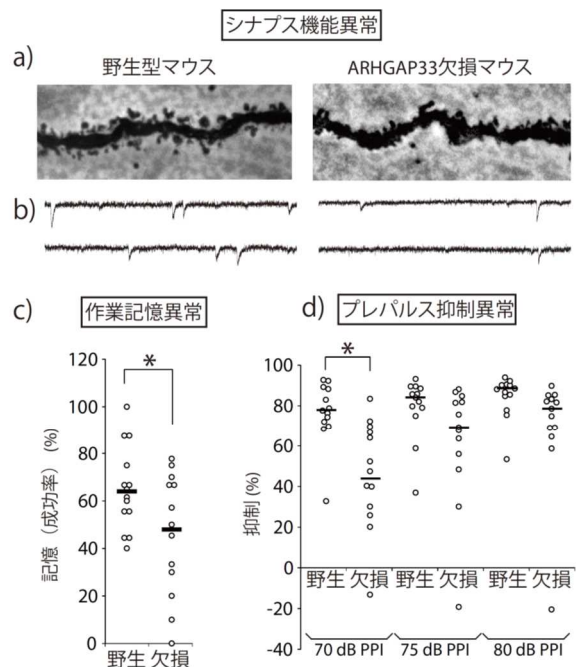 シナプス機能異常
a)
野生型マウス
ARHGAP33欠損マウス
b)
c)
作業記憶異常
記憶（成功率） (%)
120
100
80
60
40
20
0
*
野生 欠損
d)
プレパルス抑制異常
抑制 (%)
100
80
60
40
20
0
-20
-40
*
野生 欠損 野生 欠損 野生 欠損
70 dB PPI 75 dB PPI 80 dB PPI